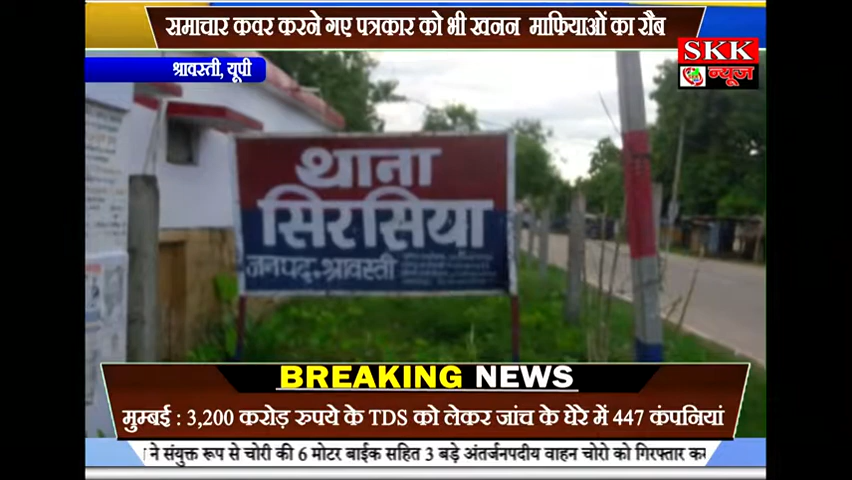 समाचार कवर करने गए पत्रकार को भी खनन माफियाओं का रौब
श्रावस्ती, यूपी
SKK
न्यूज
थाना
सिरसिया
जनपद-श्रावस्ती
BREAKING NEWS
मुम्बई : 3,200 करोड़ रुपये के TDS को लेकर जांच के घेरे में 447 कंपनियां
ने संयुक्त रूप से चोरी की 6 मोटर बाईक सहित 3 बड़े अंतर्जनपदीय वाहन चोरो को गिरफ्तार कर